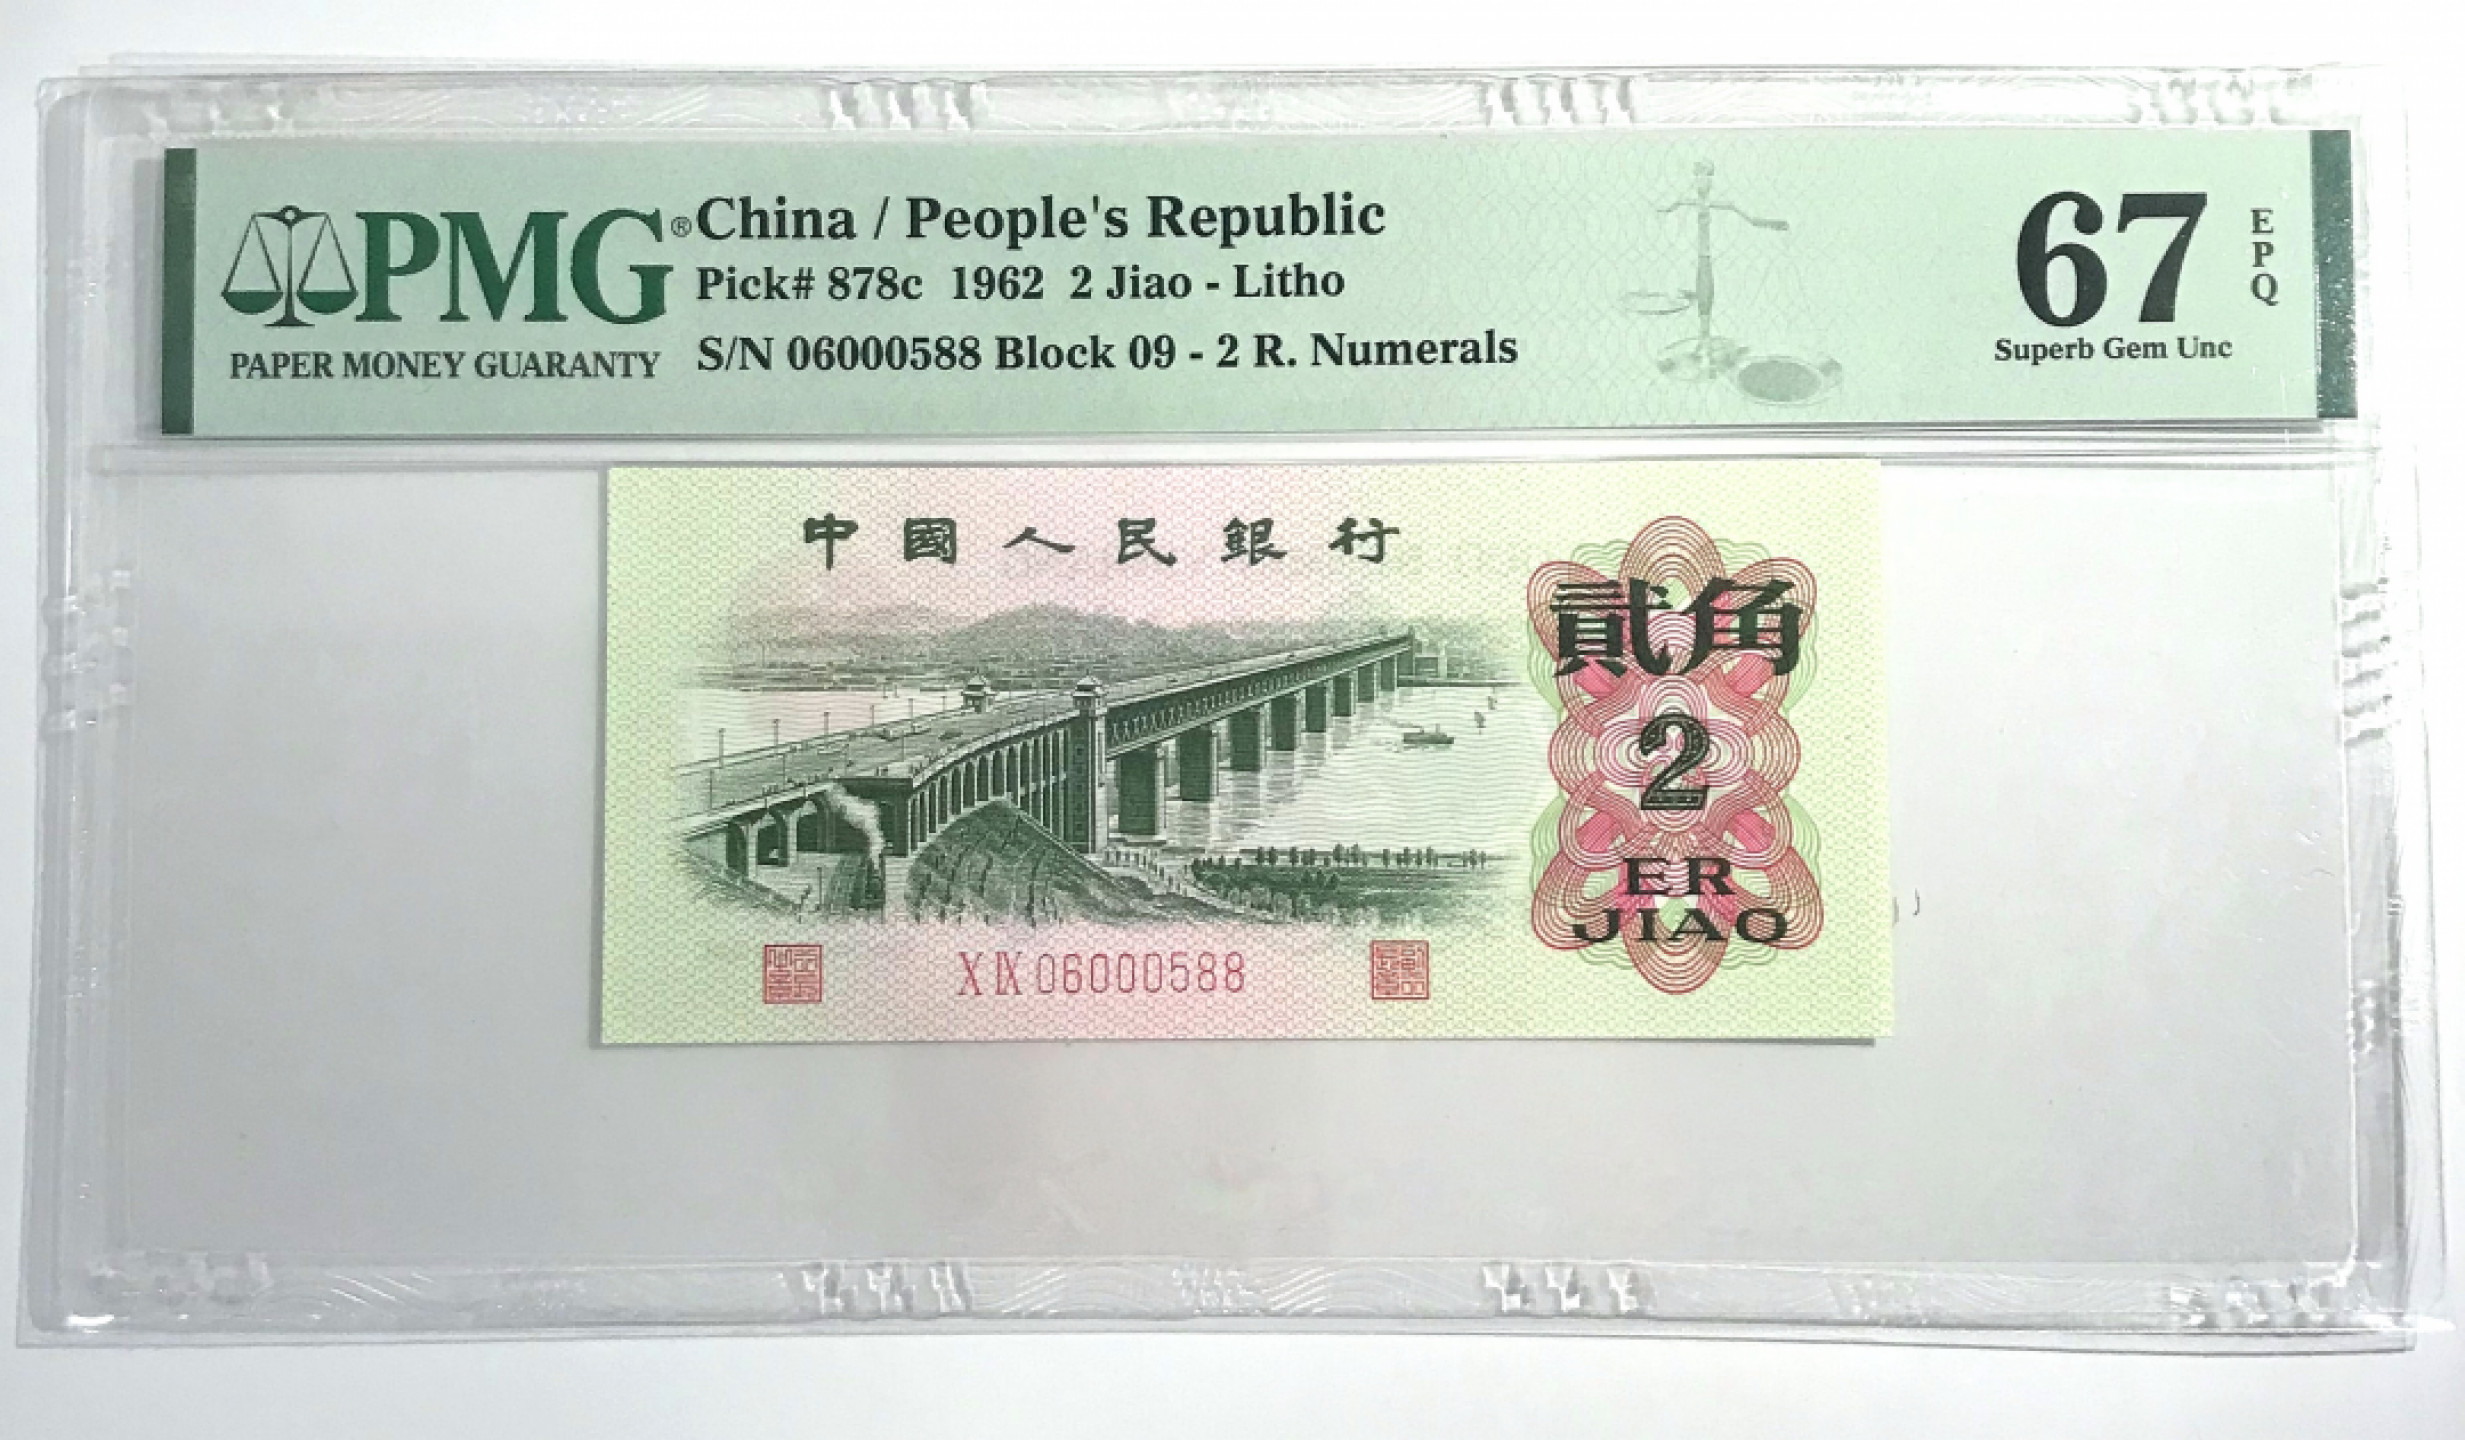 PMG®
PAPER MONEY GUARANTY
China / People's Republic
Pick# 878c 1962 2 Jiao - Litho
S/N 06000588 Block 09 - 2 R. Numerals
67
EPQ
Superb Gem Unc
中國人民銀行
貳角
2
ER
JIAO
X IX 06000588